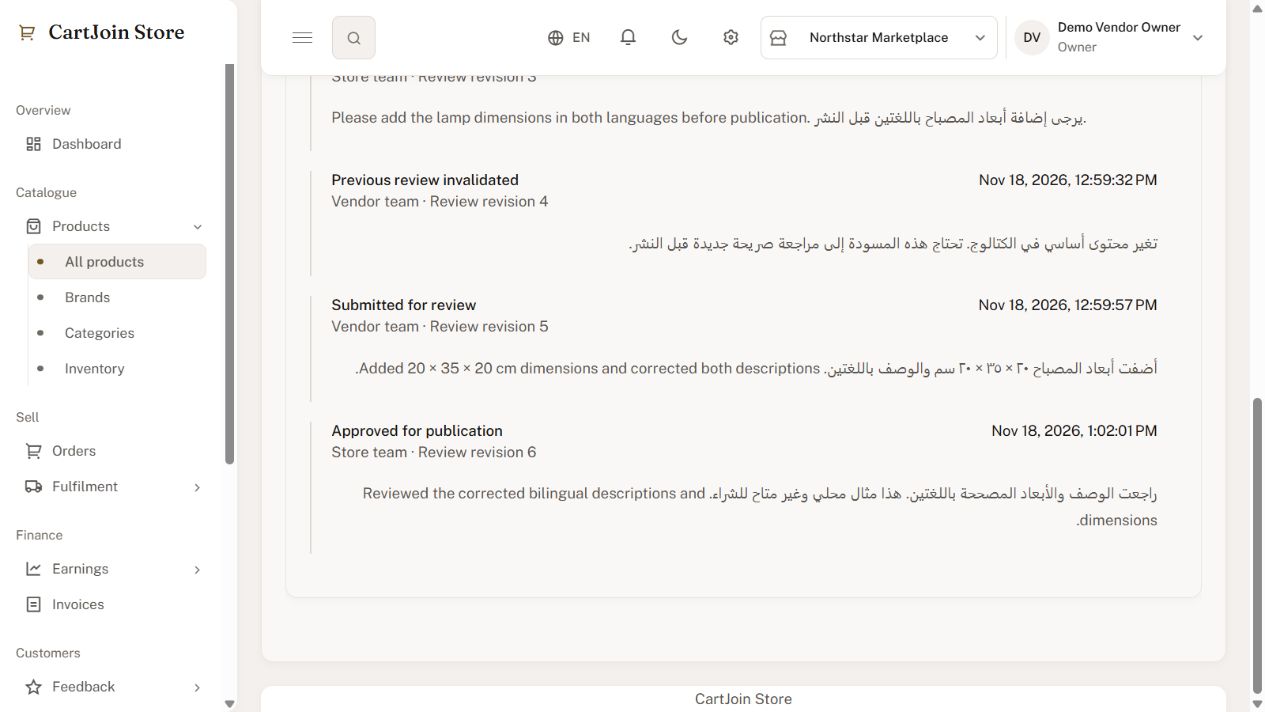 CartJoin Store
EN
Northstar Marketplace
DV
Demo Vendor Owner
Owner
Overview
Dashboard
Catalogue
Products
All products
Brands
Categories
Inventory
Sell
Orders
Fulfilment
Finance
Earnings
Invoices
Customers
Feedback
Store team · Review revision 3
Please add the lamp dimensions in both languages before publication. يرجى إضافة أبعاد المصباح باللغتين قبل النشر.
Previous review invalidated
Nov 18, 2026, 12:59:32 PM
Vendor team · Review revision 4
تغير محتوى أساسي في الكتالوج. تحتاج هذه المسودة إلى مراجعة صريحة جديدة قبل النشر.
Submitted for review
Nov 18, 2026, 12:59:57 PM
Vendor team · Review revision 5
أضفت أبعاد المصباح ٢٠ × ٣٥ × ٢٠ سم والوصف باللغتين. Added 20 × 35 × 20 cm dimensions and corrected both descriptions.
Approved for publication
Nov 18, 2026, 1:02:01 PM
Store team · Review revision 6
راجعت الوصف والأبعاد المصححة باللغتين. هذا مثال محلي وغير متاح للشراء. Reviewed the corrected bilingual descriptions and
dimensions.
CartJoin Store